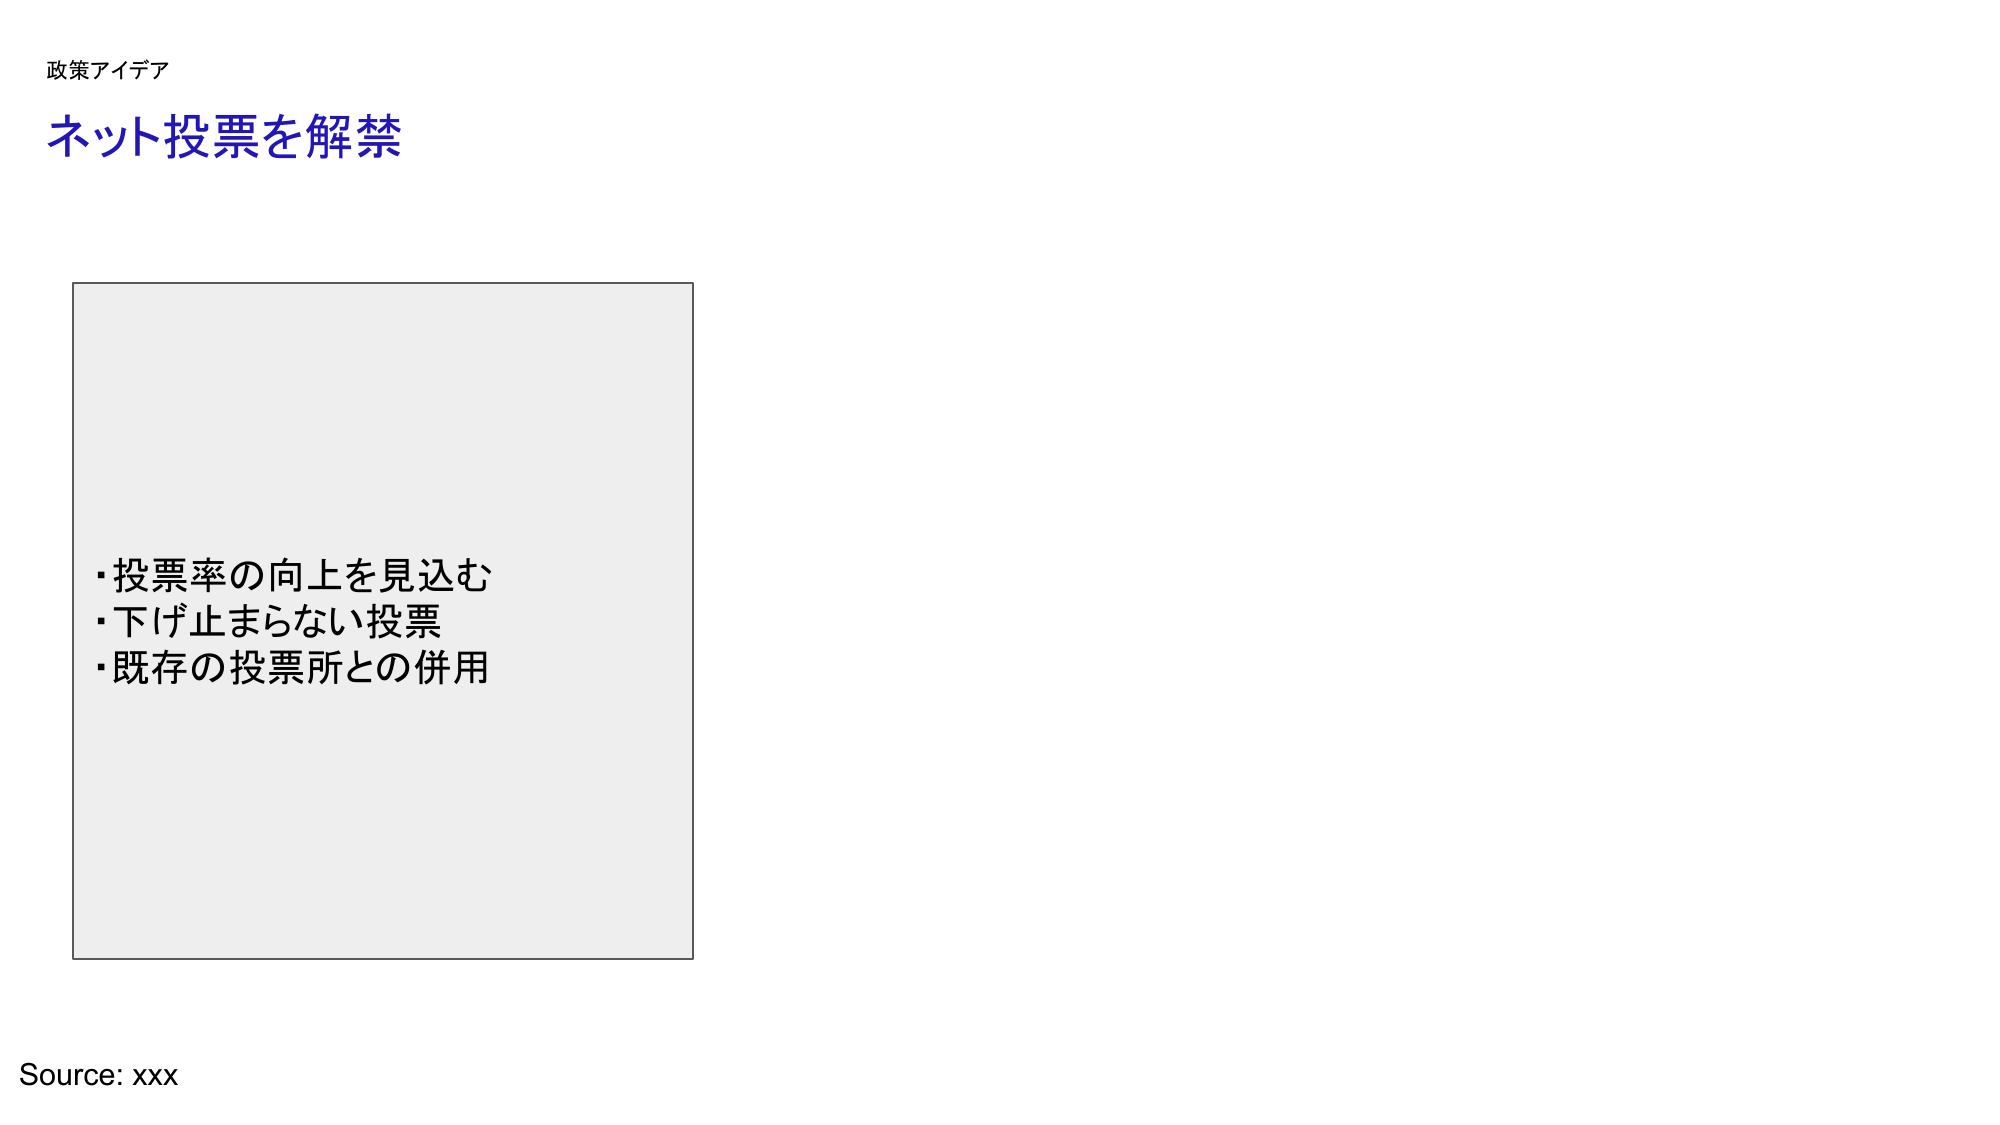 政策アイデア
ネット投票を解禁
・投票率の向上を見込む
・下げ止まらない投票
・既存の投票所との併用
Source: xxx